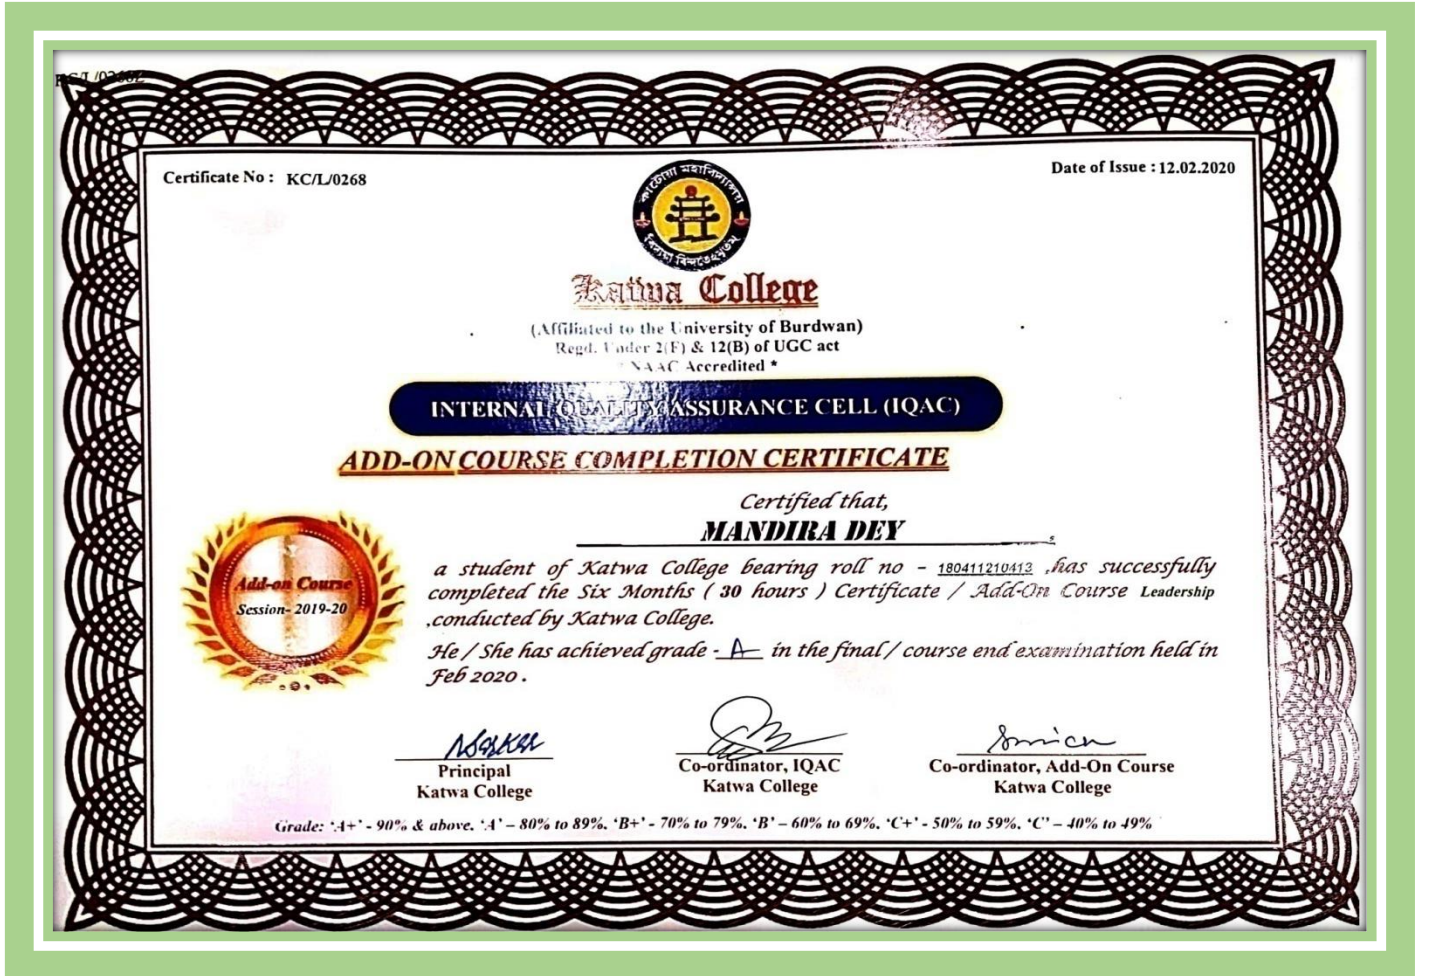 Certificate No : KC/L/0268
Date of Issue : 12.02.2020
কাটোয়া মহাবিদ্যালয়
Katwa College
(Affiliated to the University of Burdwan)
Regd. Under 2(F) & 12(B) of UGC act
* NAAC Accredited *
INTERNAL QUALITY ASSURANCE CELL (IQAC)
ADD-ON COURSE COMPLETION CERTIFICATE
Certified that,
MANDIRA DEY
Add-on Course
Session- 2019-20
a student of Katwa College bearing roll no - 180411210413 ,has successfully
completed the Six Months ( 30 hours ) Certificate / Add-On Course Leadership
,conducted by Katwa College.
He / She has achieved grade - A in the final / course end examination held in
Feb 2020 .
Principal
Katwa College
Co-ordinator, IQAC
Katwa College
Co-ordinator, Add-On Course
Katwa College
Grade: 'A+' - 90% & above, 'A' – 80% to 89%, 'B+' - 70% to 79%, 'B' – 60% to 69%, 'C+' - 50% to 59%, 'C' – 40% to 49%